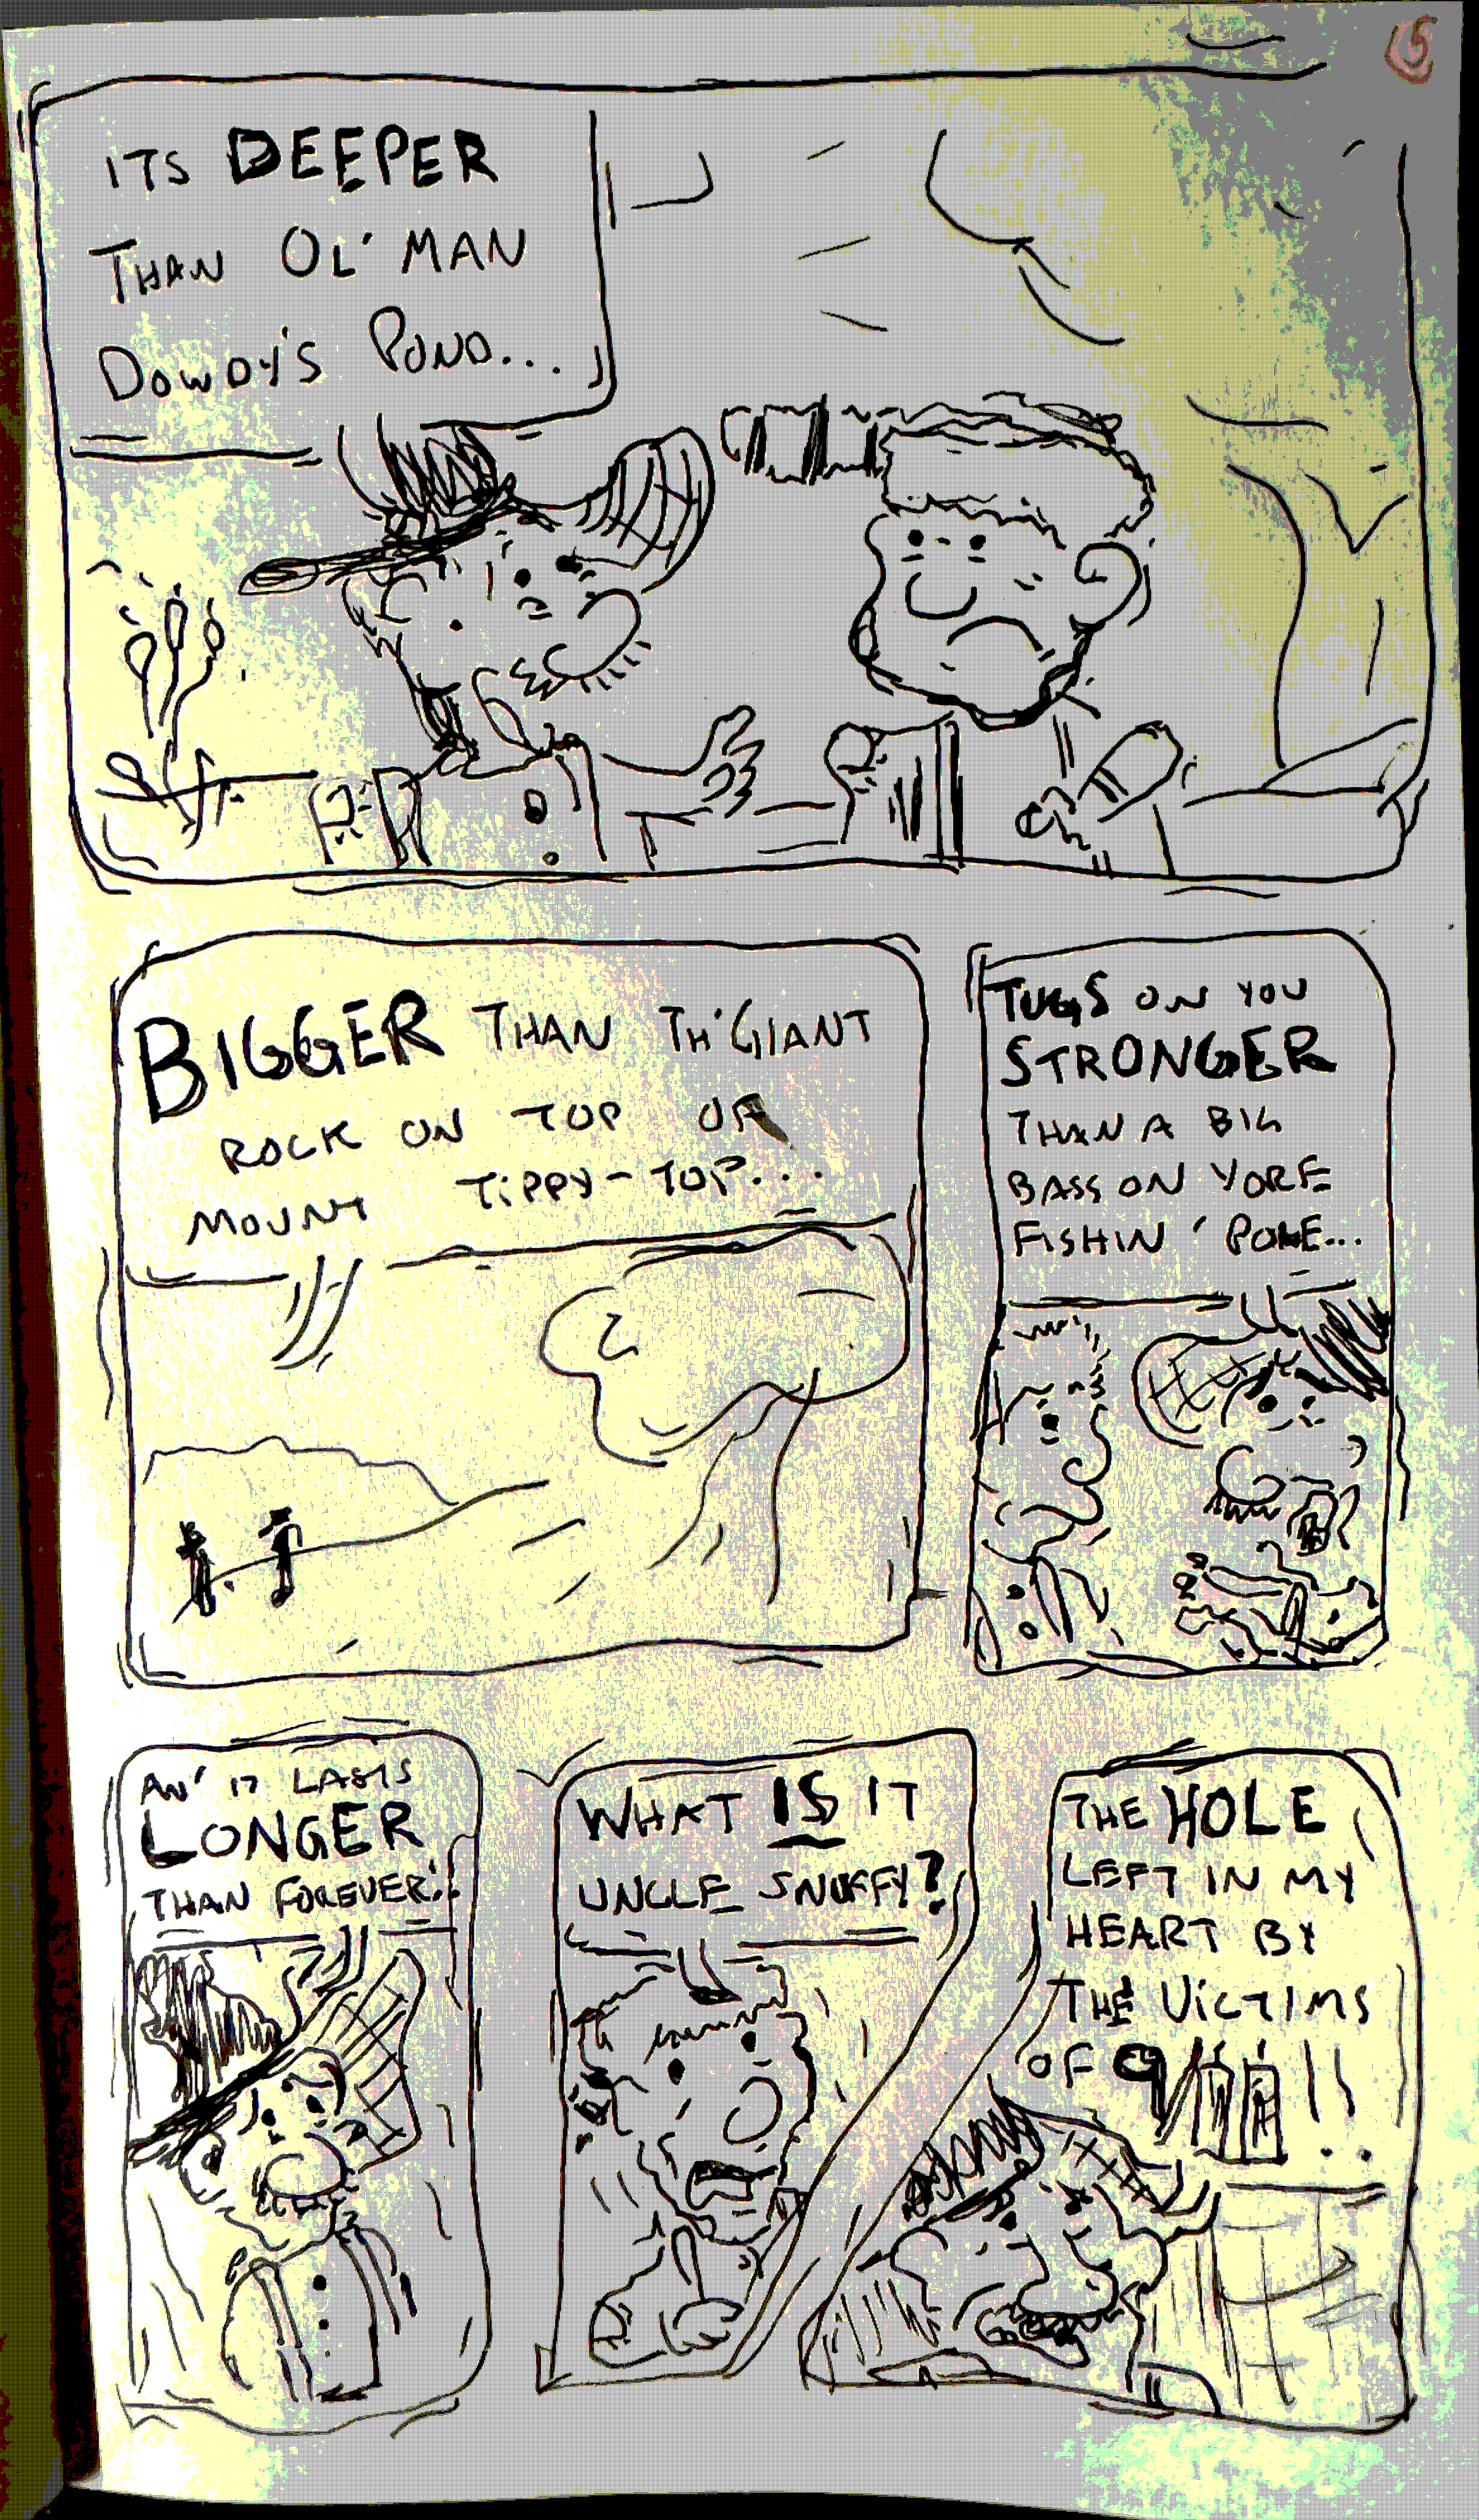 15
ITS DEEPER
THAN OL' MAN
DOWDY'S POND...
BIGGER THAN TH' GIANT
ROCK ON TOP OF
MOUNT TIPPY-TOP...
TUGS ON YOU
STRONGER
THAN A BIG
BASS ON YORE
FISHIN' POLE...
AN' IT LASTS
LONGER
THAN FOREVER!!
WHAT IS IT
UNCLE SNUFFY?
THE HOLE
LEFT IN MY
HEART BY
THE VICTIMS
OF 9/11!!